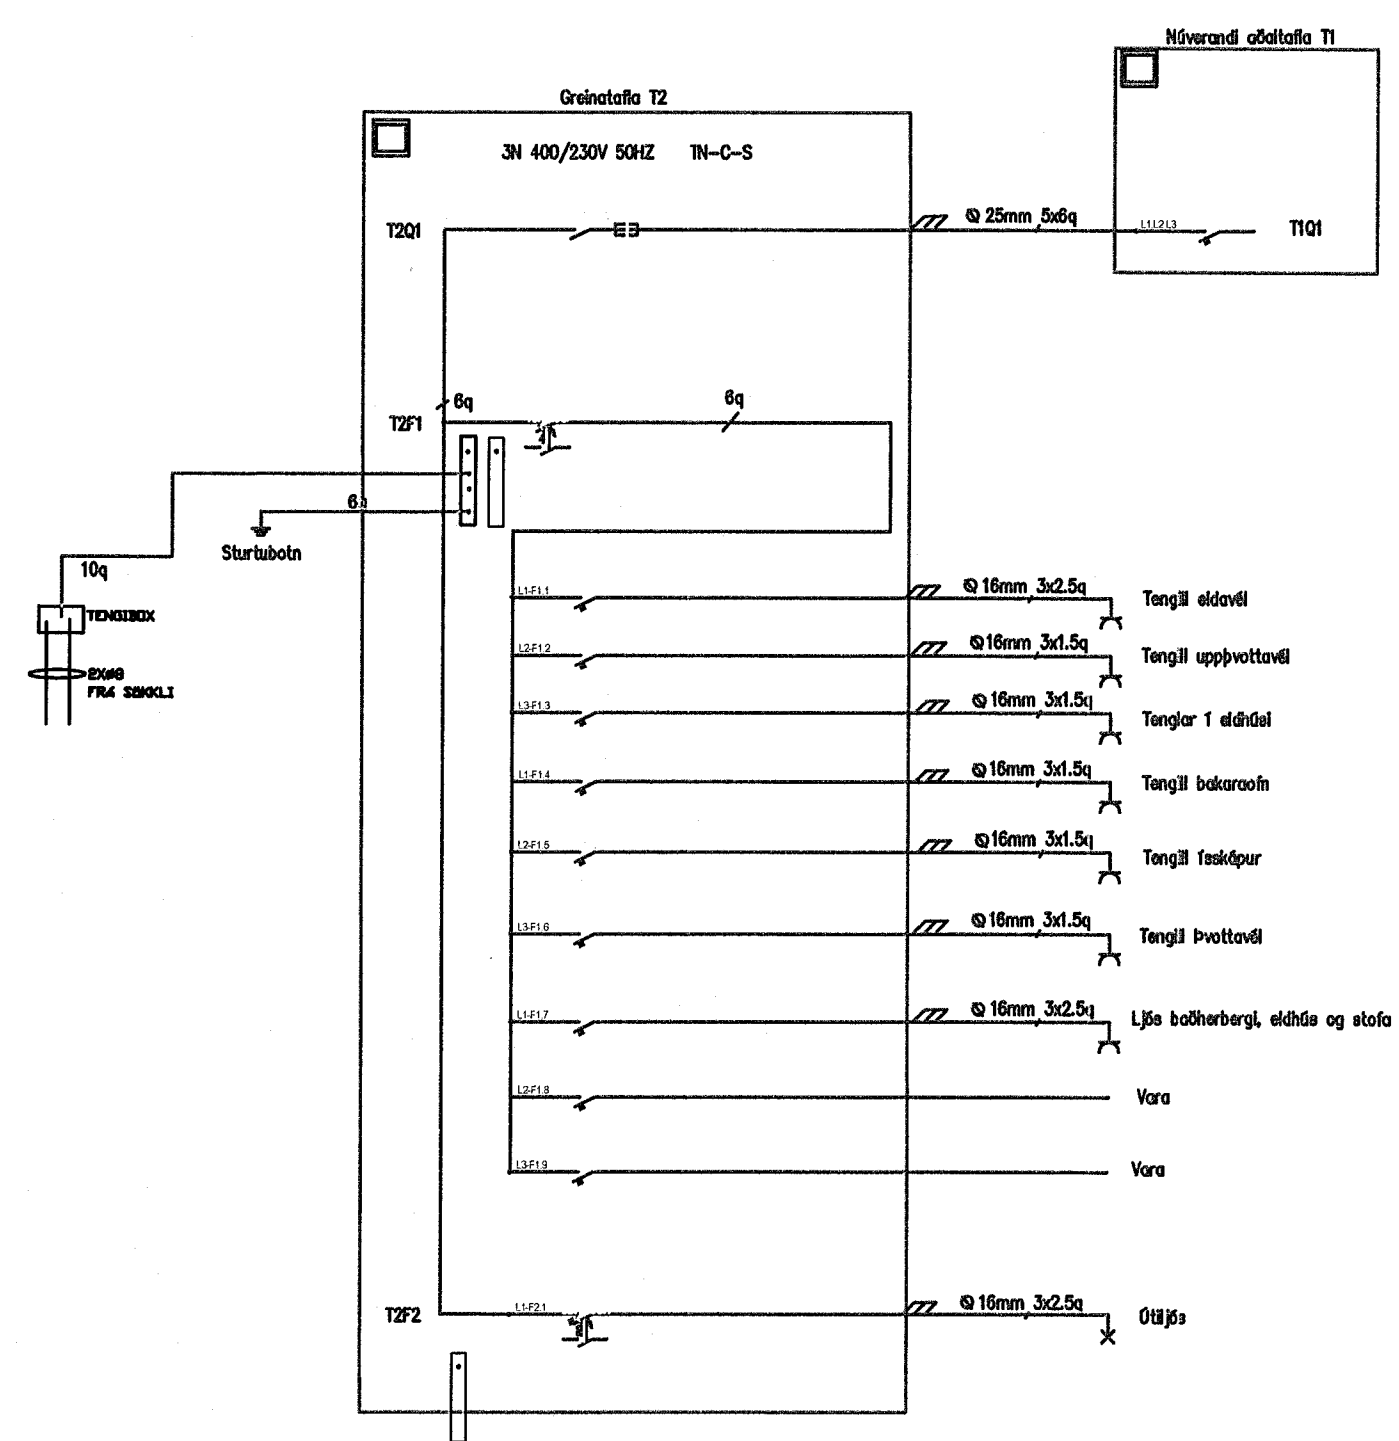 Núverandi aðaltafla T1
Greinatafla T2
3N 400/230V 50HZ TN-C-S
T2Q1
Ø 25mm 5x6q
L1L2L3
T1Q1
6q
6q
T2F1
6q
Sturtubotn
10q
TENGIBOX
2XØ8
FRÁ SÖKKLI
L1-F1.1
Ø 16mm 3x2.5q
Tengill eldavél
L2-F1.2
Ø 16mm 3x1.5q
Tengill uppþvottavél
L3-F1.3
Ø 16mm 3x1.5q
Tenglar í eldhúsi
L1-F1.4
Ø 16mm 3x1.5q
Tengill bakaraofn
L2-F1.5
Ø 16mm 3x1.5q
Tengill ísskápur
L3-F1.6
Ø 16mm 3x1.5q
Tengill Þvottavél
L1-F1.7
Ø 16mm 3x2.5q
Ljós baðherbergi, eldhús og stofa
L2-F1.8
Vara
L3-F1.9
Vara
T2F2
L1-F2.1
Ø 16mm 3x2.5q
Útiljós